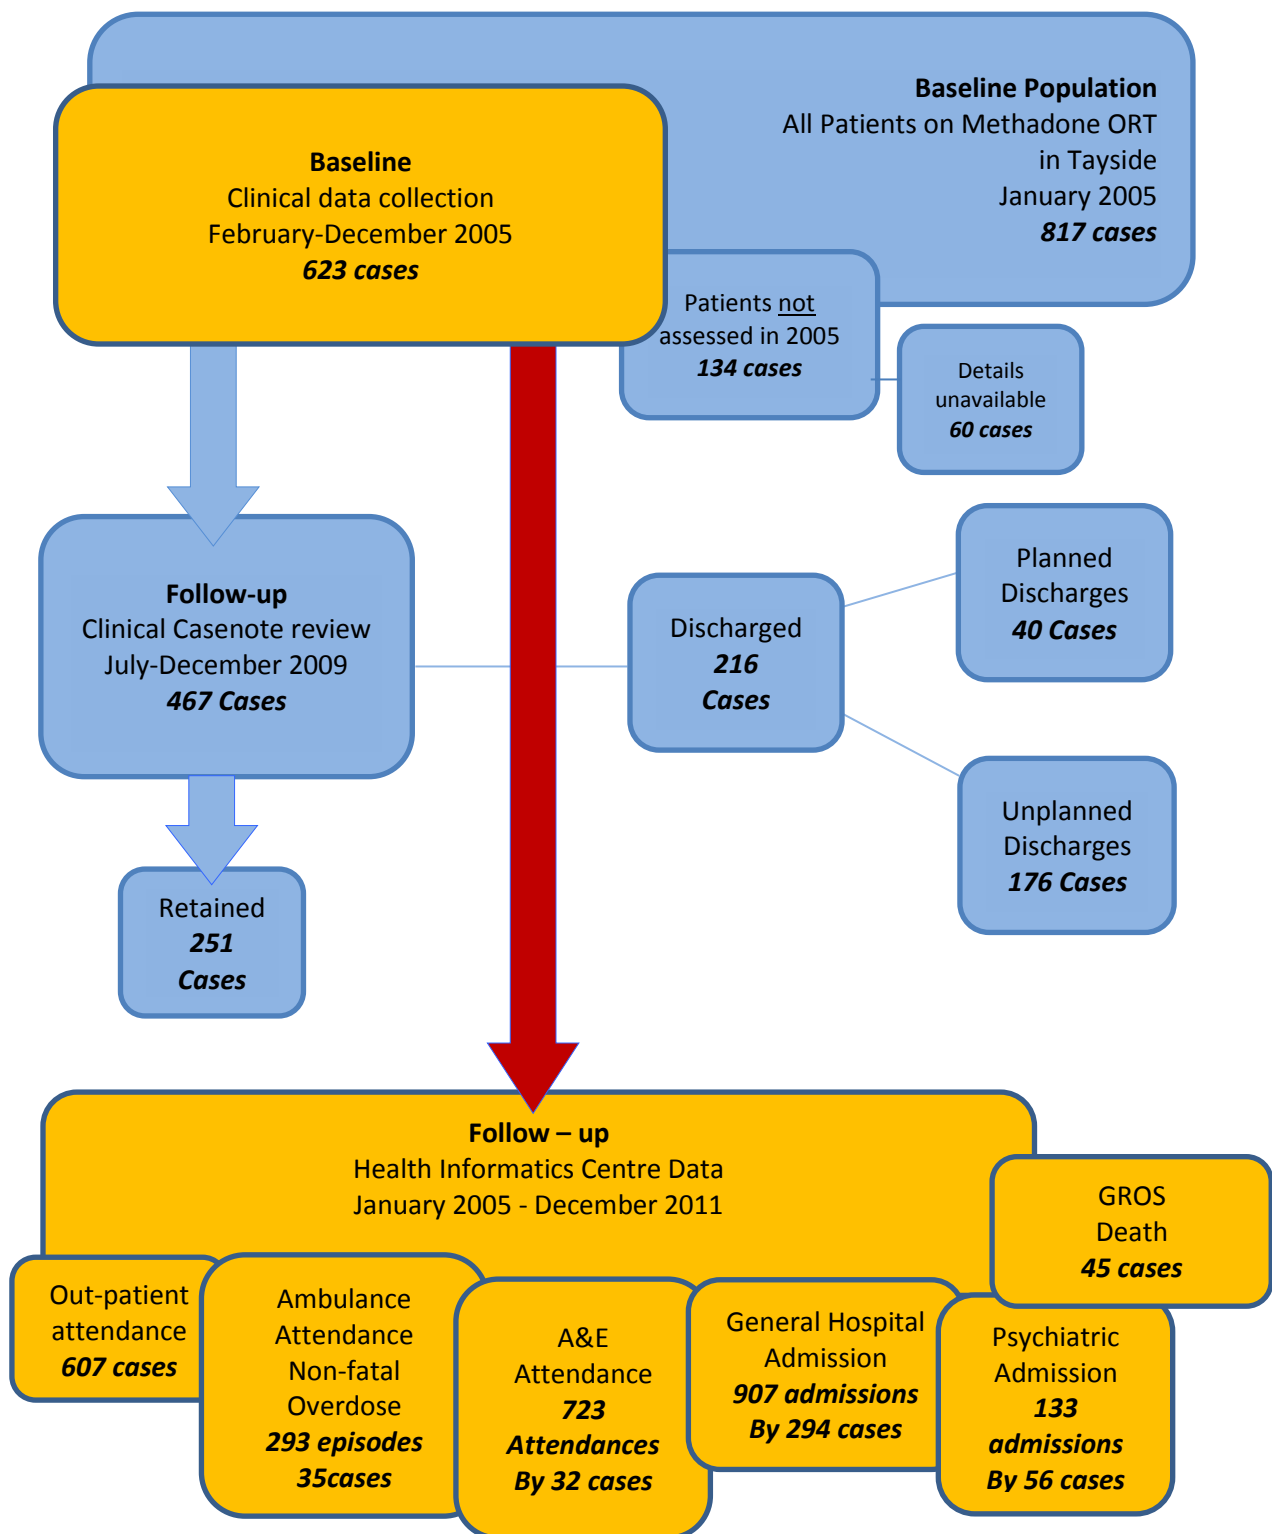 Baseline Population
All Patients on Methadone ORT
in Tayside
January 2005
817 cases
Baseline
Clinical data collection
February-December 2005
623 cases
Patients not
assessed in 2005
134 cases
Details
unavailable
60 cases
Follow-up
Clinical Casenote review
July-December 2009
467 Cases
Discharged
216
Cases
Planned
Discharges
40 Cases
Unplanned
Discharges
176 Cases
Retained
251
Cases
Follow – up
Health Informatics Centre Data
January 2005 - December 2011
GROS
Death
45 cases
Out-patient
attendance
607 cases
Ambulance
Attendance
Non-fatal
Overdose
293 episodes
35cases
A&E
Attendance
723
Attendances
By 32 cases
General Hospital
Admission
907 admissions
By 294 cases
Psychiatric
Admission
133
admissions
By 56 cases